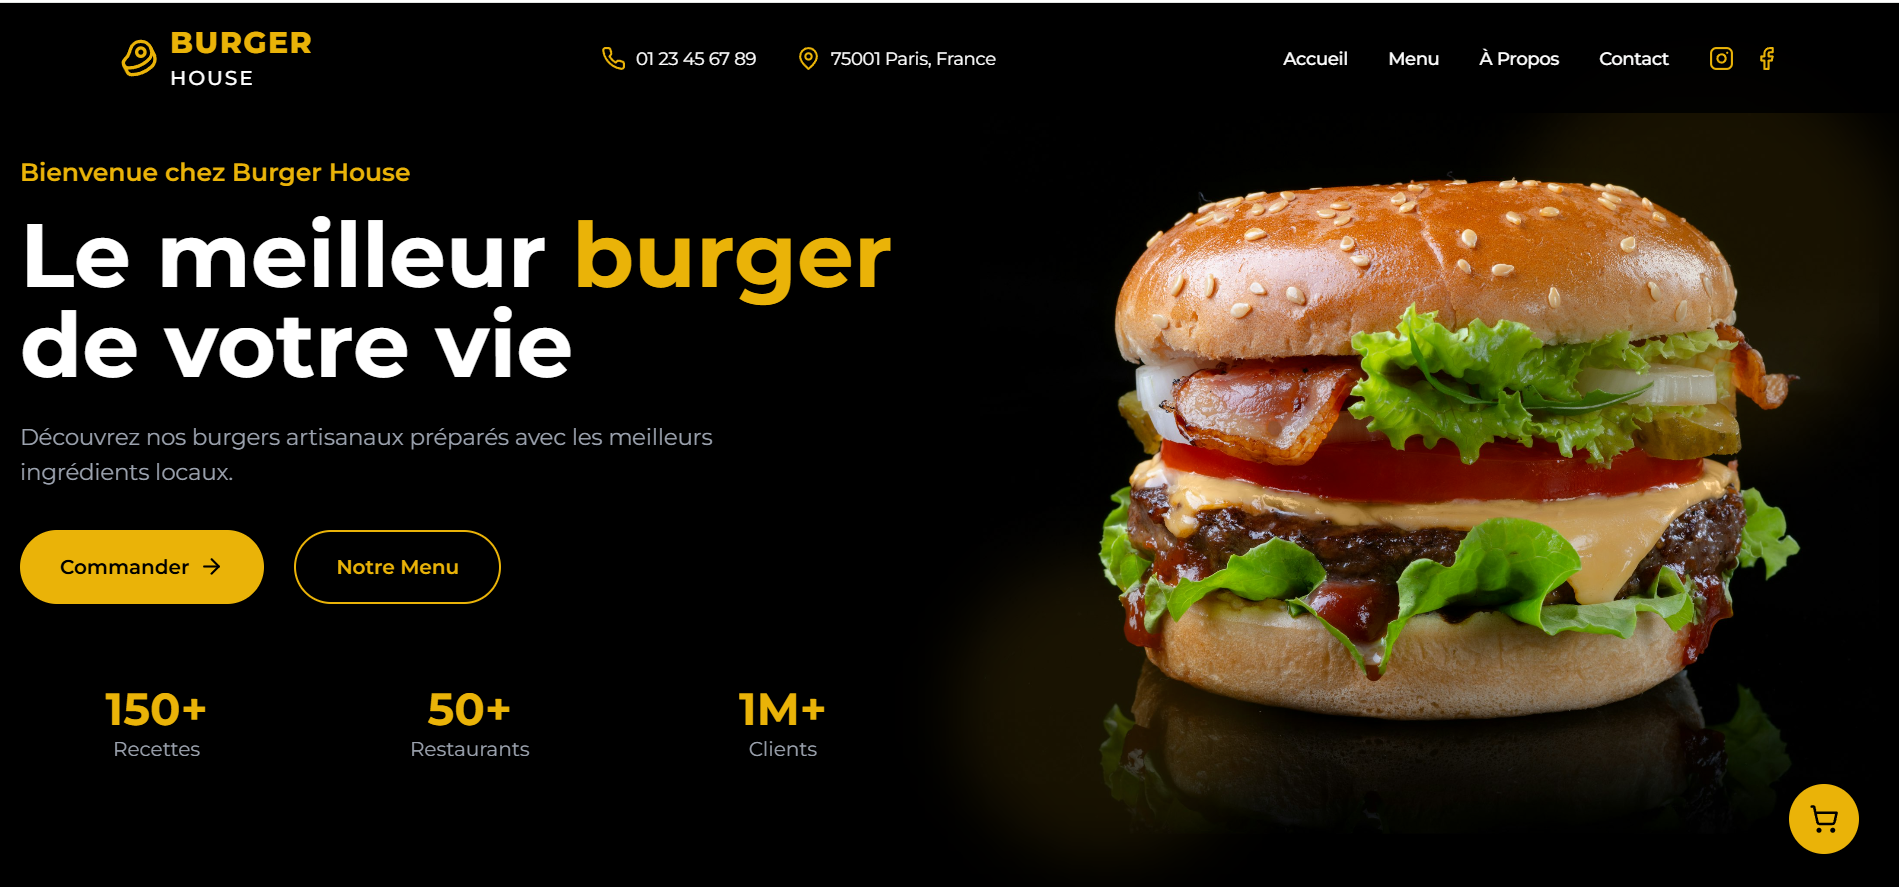 BURGER
HOUSE
01 23 45 67 89
75001 Paris, France
Accueil
Menu
À Propos
Contact
Bienvenue chez Burger House
Le meilleur burger
de votre vie
Découvrez nos burgers artisanaux préparés avec les meilleurs
ingrédients locaux.
Commander
Notre Menu
150+
Recettes
50+
Restaurants
1M+
Clients